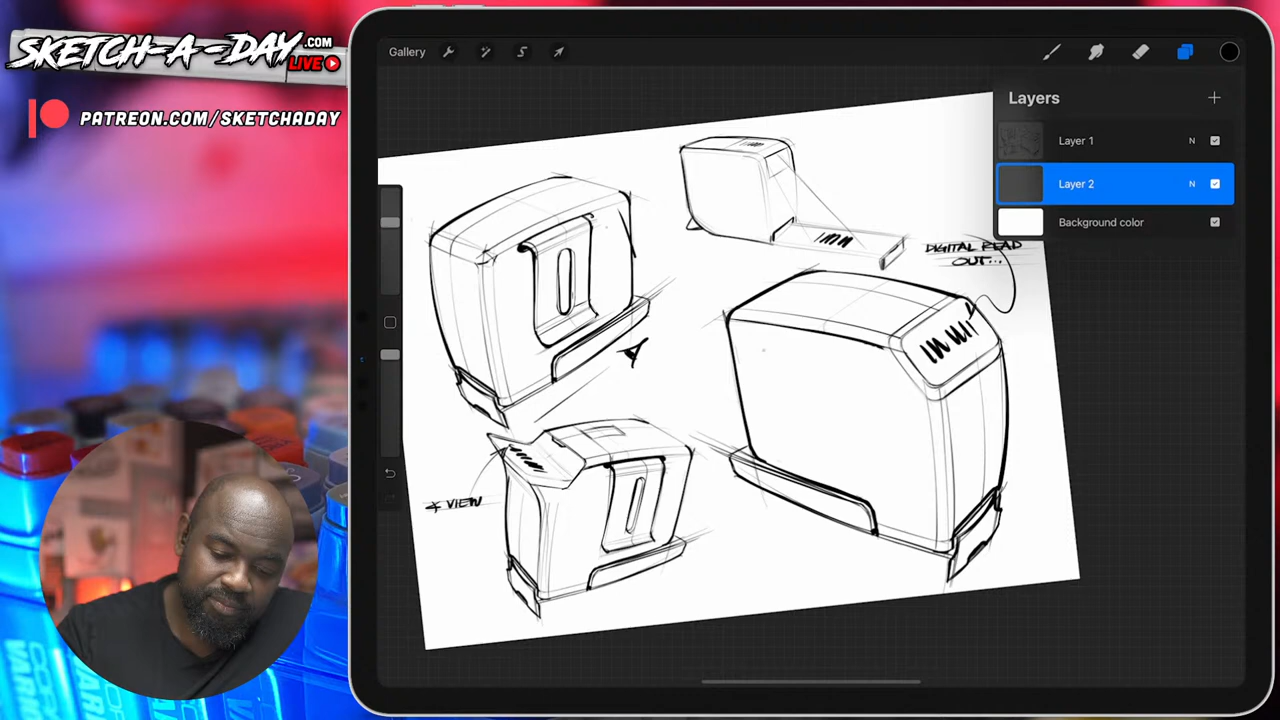 SKETCH-A-DAY.COM
LIVE
PATREON.COM/SKETCHADAY
Gallery
Layers
Layer 1
N
Layer 2
N
Background color
DIGITAL READ
OUT...
VIEW